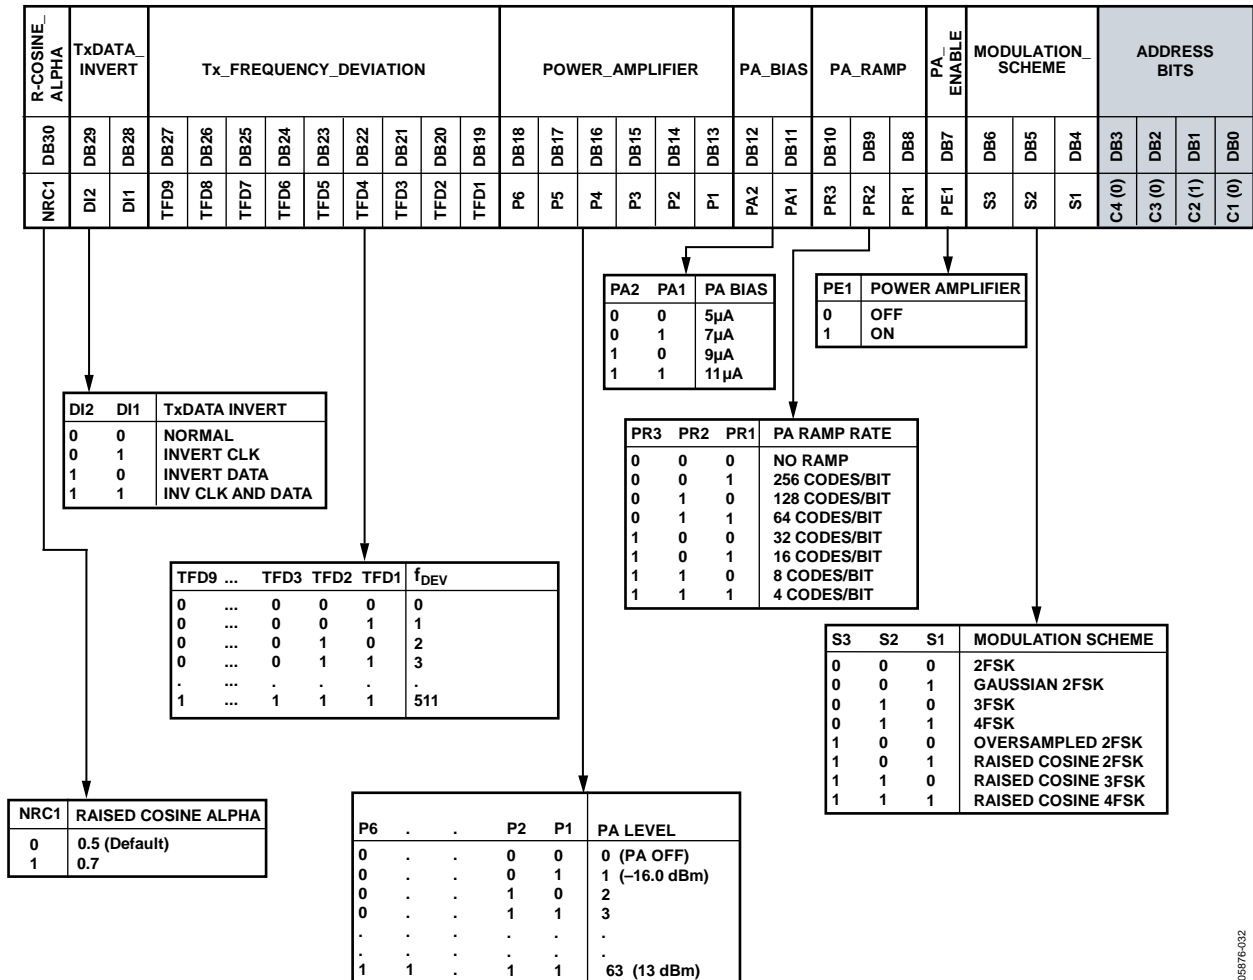 R-COSINE_
ALPHA
TxDATA_
INVERT
Tx_FREQUENCY_DEVIATION
POWER_AMPLIFIER
PA_BIAS
PA_RAMP
PA_
ENABLE
MODULATION_
SCHEME
ADDRESS
BITS
DB30 DB29 DB28 DB27 DB26 DB25 DB24 DB23 DB22 DB21 DB20 DB19 DB18 DB17 DB16 DB15 DB14 DB13 DB12 DB11 DB10 DB9 DB8 DB7 DB6 DB5 DB4 DB3 DB2 DB1 DB0
NRC1 DI2 DI1 TFD9 TFD8 TFD7 TFD6 TFD5 TFD4 TFD3 TFD2 TFD1 P6 P5 P4 P3 P2 P1 PA2 PA1 PR3 PR2 PR1 PE1 S3 S2 S1 C4 (0) C3 (0) C2 (1) C1 (0)
PA2 PA1 PA BIAS
0 0 5µA
0 1 7µA
1 0 9µA
1 1 11µA
PE1 POWER AMPLIFIER
0 OFF
1 ON
DI2 DI1 TxDATA INVERT
0 0 NORMAL
0 1 INVERT CLK
1 0 INVERT DATA
1 1 INV CLK AND DATA
PR3 PR2 PR1 PA RAMP RATE
0 0 0 NO RAMP
0 0 1 256 CODES/BIT
0 1 0 128 CODES/BIT
0 1 1 64 CODES/BIT
1 0 0 32 CODES/BIT
1 0 1 16 CODES/BIT
1 1 0 8 CODES/BIT
1 1 1 4 CODES/BIT
TFD9 ... TFD3 TFD2 TFD1 fDEV
0 ... 0 0 0 0
0 ... 0 0 1 1
0 ... 0 1 0 2
0 ... 0 1 1 3
. ... . . . .
1 ... 1 1 1 511
S3 S2 S1 MODULATION SCHEME
0 0 0 2FSK
0 0 1 GAUSSIAN 2FSK
0 1 0 3FSK
0 1 1 4FSK
1 0 0 OVERSAMPLED 2FSK
1 0 1 RAISED COSINE 2FSK
1 1 0 RAISED COSINE 3FSK
1 1 1 RAISED COSINE 4FSK
NRC1 RAISED COSINE ALPHA
0 0.5 (Default)
1 0.7
P6 . . P2 P1 PA LEVEL
0 . . 0 0 0 (PA OFF)
0 . . 0 1 1 (–16.0 dBm)
0 . . 1 0 2
0 . . 1 1 3
. . . . . .
. . . . . .
1 1 . 1 1 63 (13 dBm)
05876-032